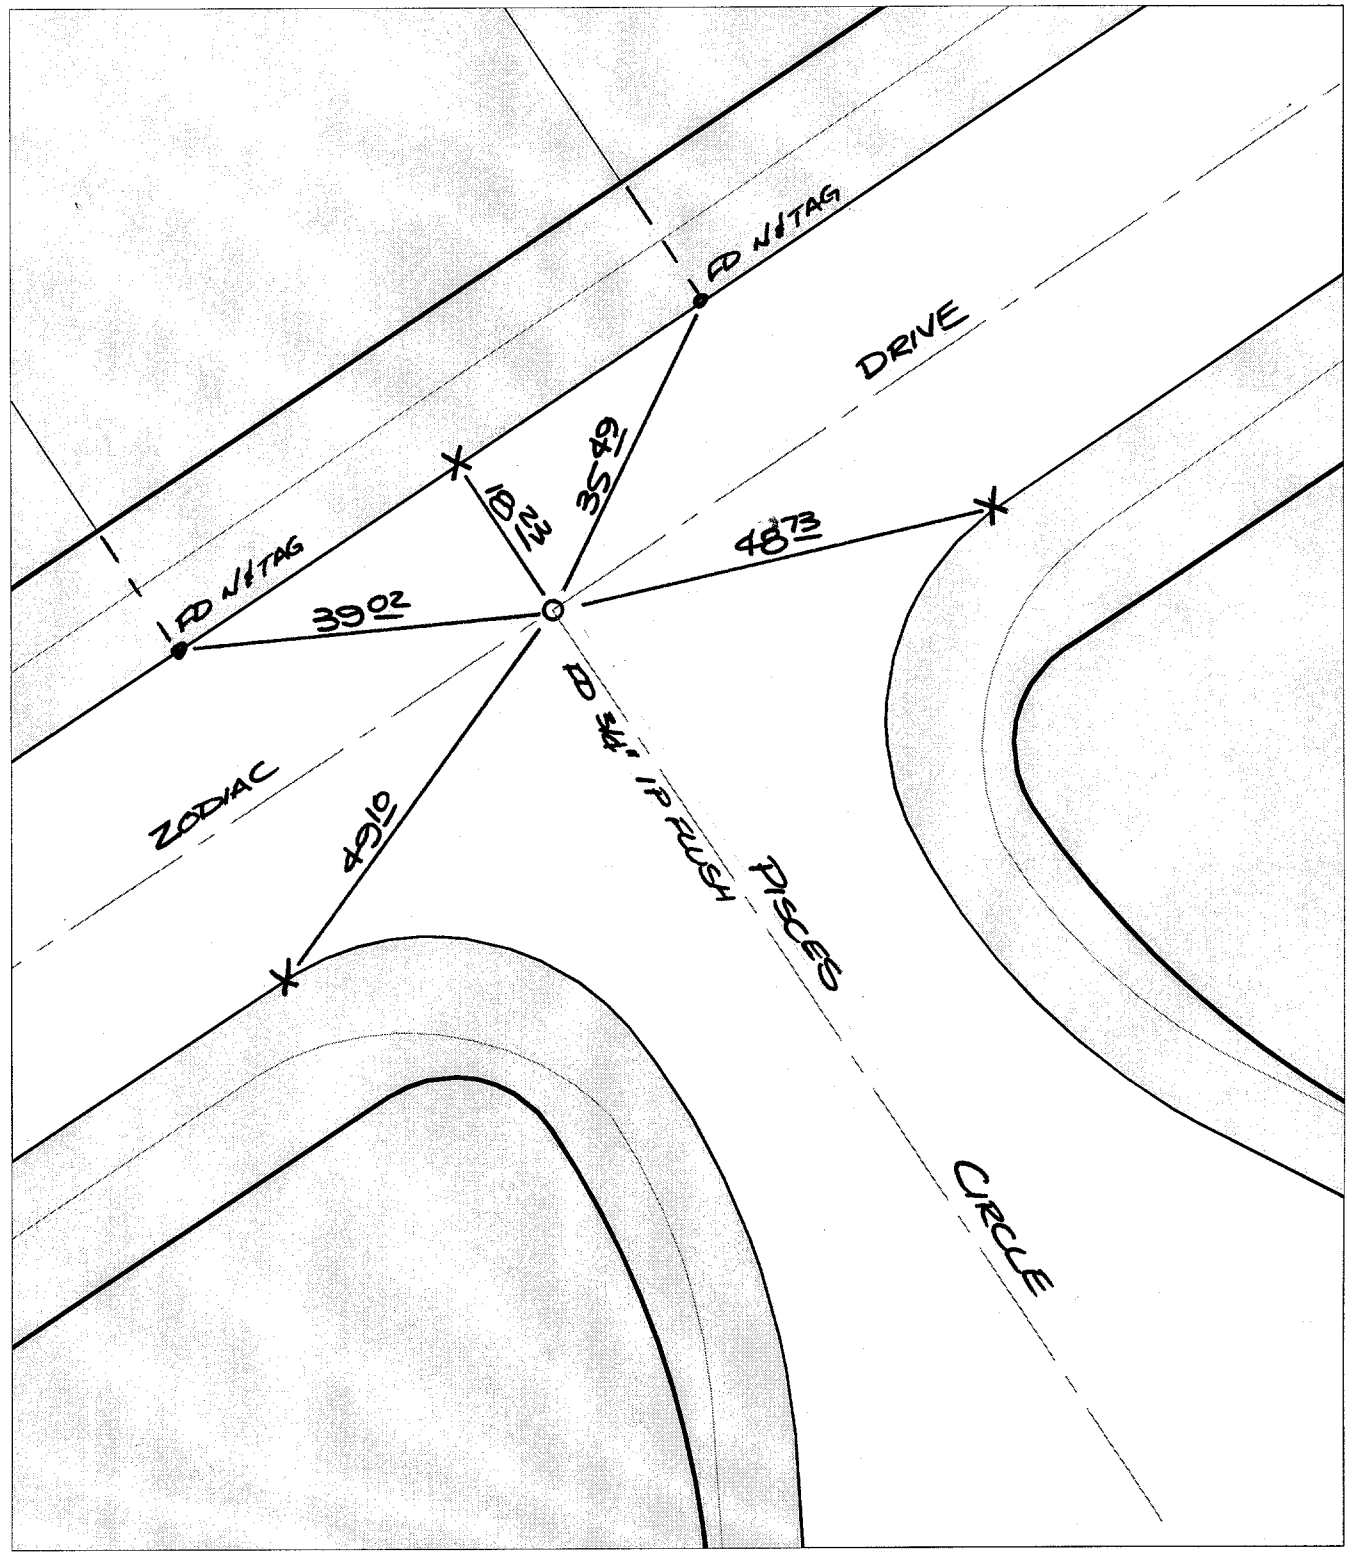 FD N&TAG
DRIVE
35 49
18 23
48 73
FD N&TAG
39 02
FD 3/4" IP FLUSH
ZODIAC
49 10
PISCES
CIRCLE